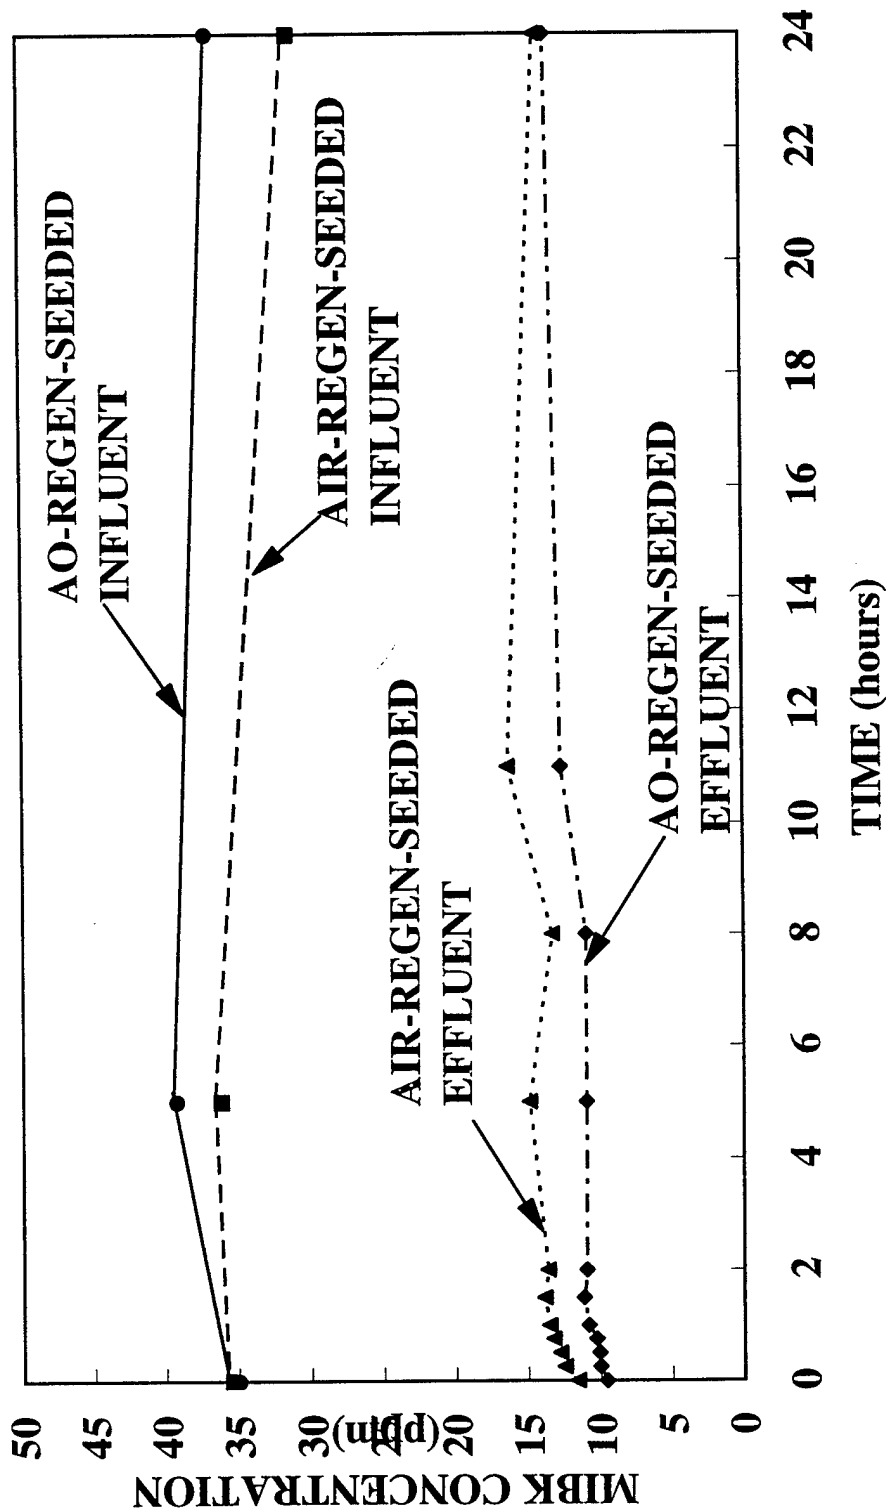 50
45
40
35
30
(ppm)
15
10
5
0
MIBK CONCENTRATION
AO-REGEN-SEEDED
INFLUENT
AIR-REGEN-SEEDED
INFLUENT
AIR-REGEN-SEEDED
EFFLUENT
AO-REGEN-SEEDED
EFFLUENT
0 2 4 6 8 10 12 14 16 18 20 22 24
TIME (hours)